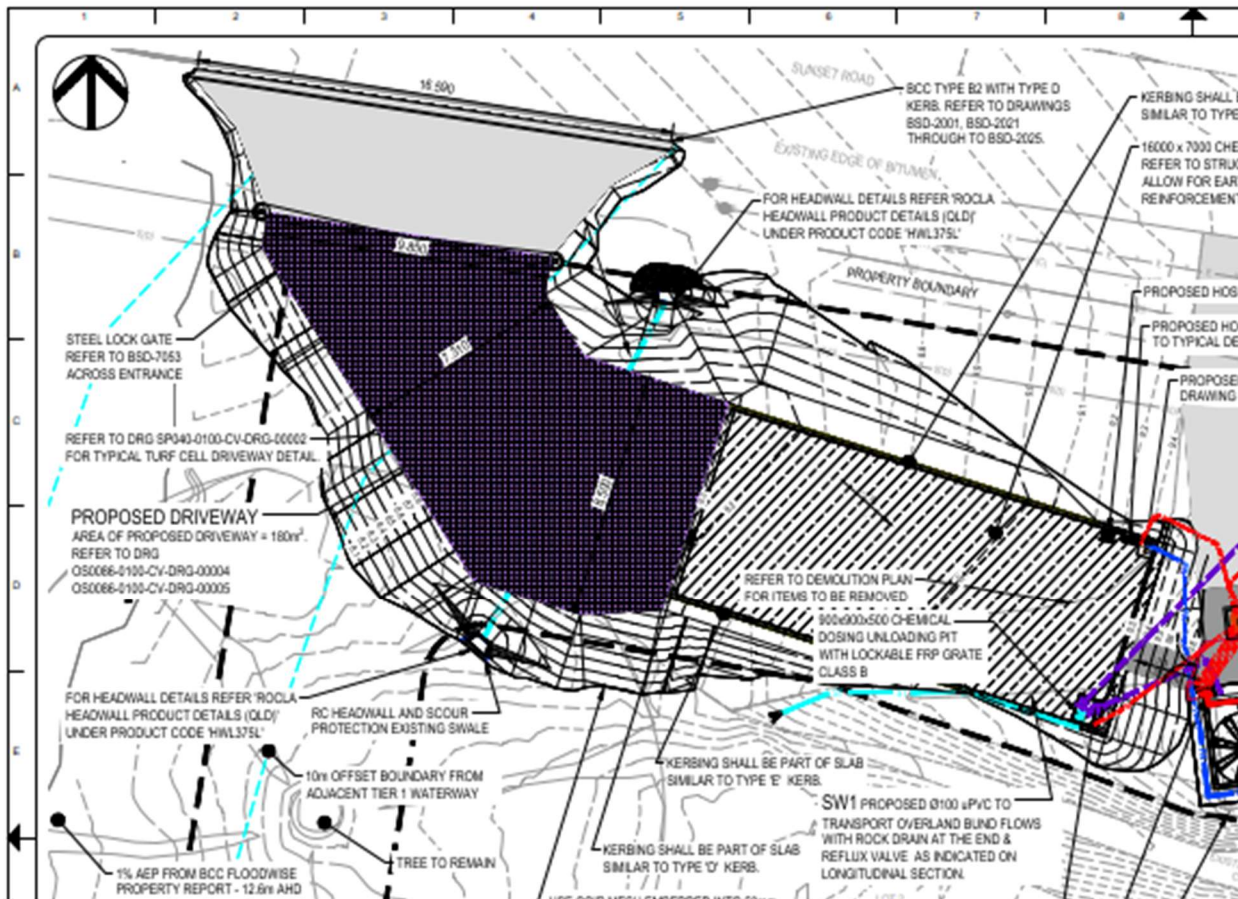 1 2 3 4 5 6 7 8
A
B
C
D
E
16.590
SUNSET ROAD
BCC TYPE B2 WITH TYPE D
KERB. REFER TO DRAWINGS
BSD-2001, BSD-2021
THROUGH TO BSD-2025.
KERBING SHALL
SIMILAR TO TYPE
EXISTING EDGE OF BITUMEN
16000 x 7000
REFER TO
ALLOW FOR
REINFORCEMENT
FOR HEADWALL DETAILS REFER 'ROCLA
HEADWALL PRODUCT DETAILS (QLD)'
UNDER PRODUCT CODE 'HWL375L'
9.850
PROPERTY BOUNDARY
PROPOSED
STEEL LOCK GATE
REFER TO BSD-7053
ACROSS ENTRANCE
7.310
PROPOSED
TO TYPICAL
DRAWING
REFER TO DRG SP040-0100-CV-DRG-00002
FOR TYPICAL TURF CELL DRIVEWAY DETAIL.
PROPOSED DRIVEWAY
AREA OF PROPOSED DRIVEWAY = 180m².
REFER TO DRG
OS0086-0100-CV-DRG-00004
OS0086-0100-CV-DRG-00005
REFER TO DEMOLITION PLAN
FOR ITEMS TO BE REMOVED
900x900x500 CHEMICAL
DOSING UNLOADING PIT
WITH LOCKABLE FRP GRATE
CLASS B
FOR HEADWALL DETAILS REFER 'ROCLA
HEADWALL PRODUCT DETAILS (QLD)'
UNDER PRODUCT CODE 'HWL375L'
RC HEADWALL AND SCOUR
PROTECTION EXISTING SWALE
10m OFFSET BOUNDARY FROM
ADJACENT TIER 1 WATERWAY
KERBING SHALL BE PART OF SLAB
SIMILAR TO TYPE 'E' KERB.
SW1 PROPOSED Ø100 uPVC TO
TRANSPORT OVERLAND BUND FLOWS
WITH ROCK DRAIN AT THE END &
REFLUX VALVE AS INDICATED ON
LONGITUDINAL SECTION.
KERBING SHALL BE PART OF SLAB
SIMILAR TO TYPE 'D' KERB.
TREE TO REMAIN
1% AEP FROM BCC FLOODWISE
PROPERTY REPORT - 12.6m AHD